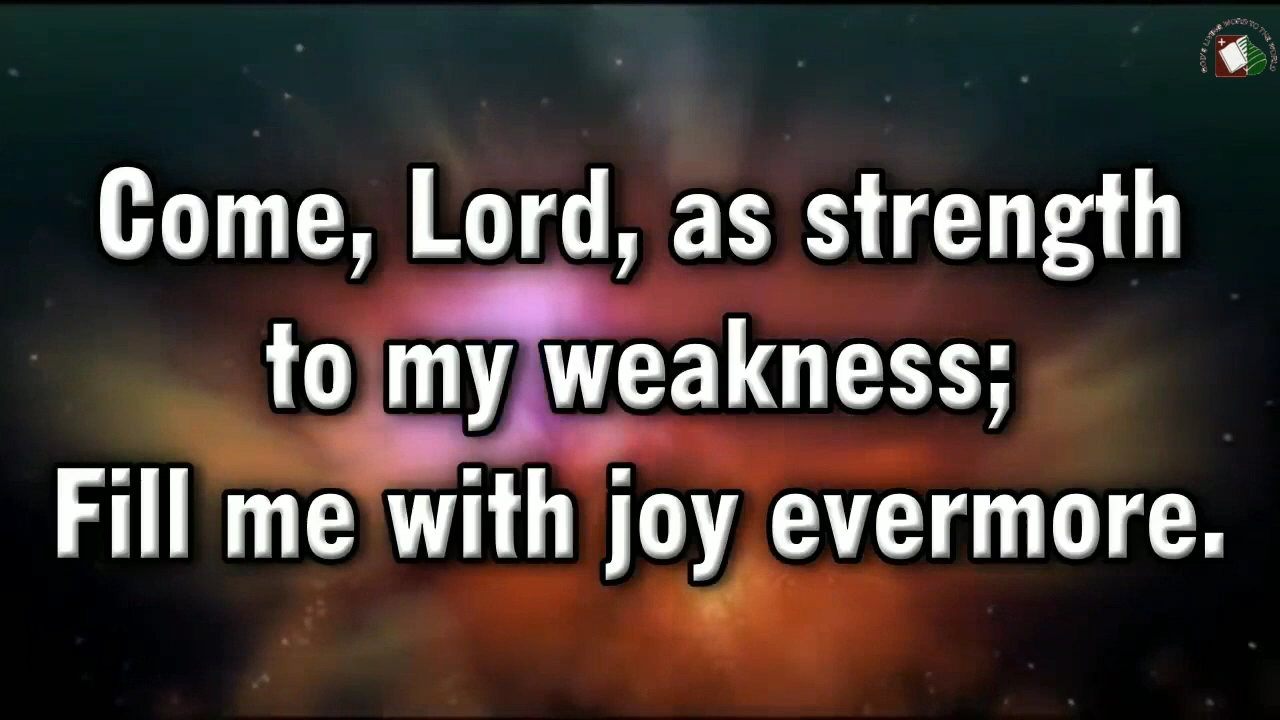 Come, Lord, as strength
to my weakness;
Fill me with joy evermore.